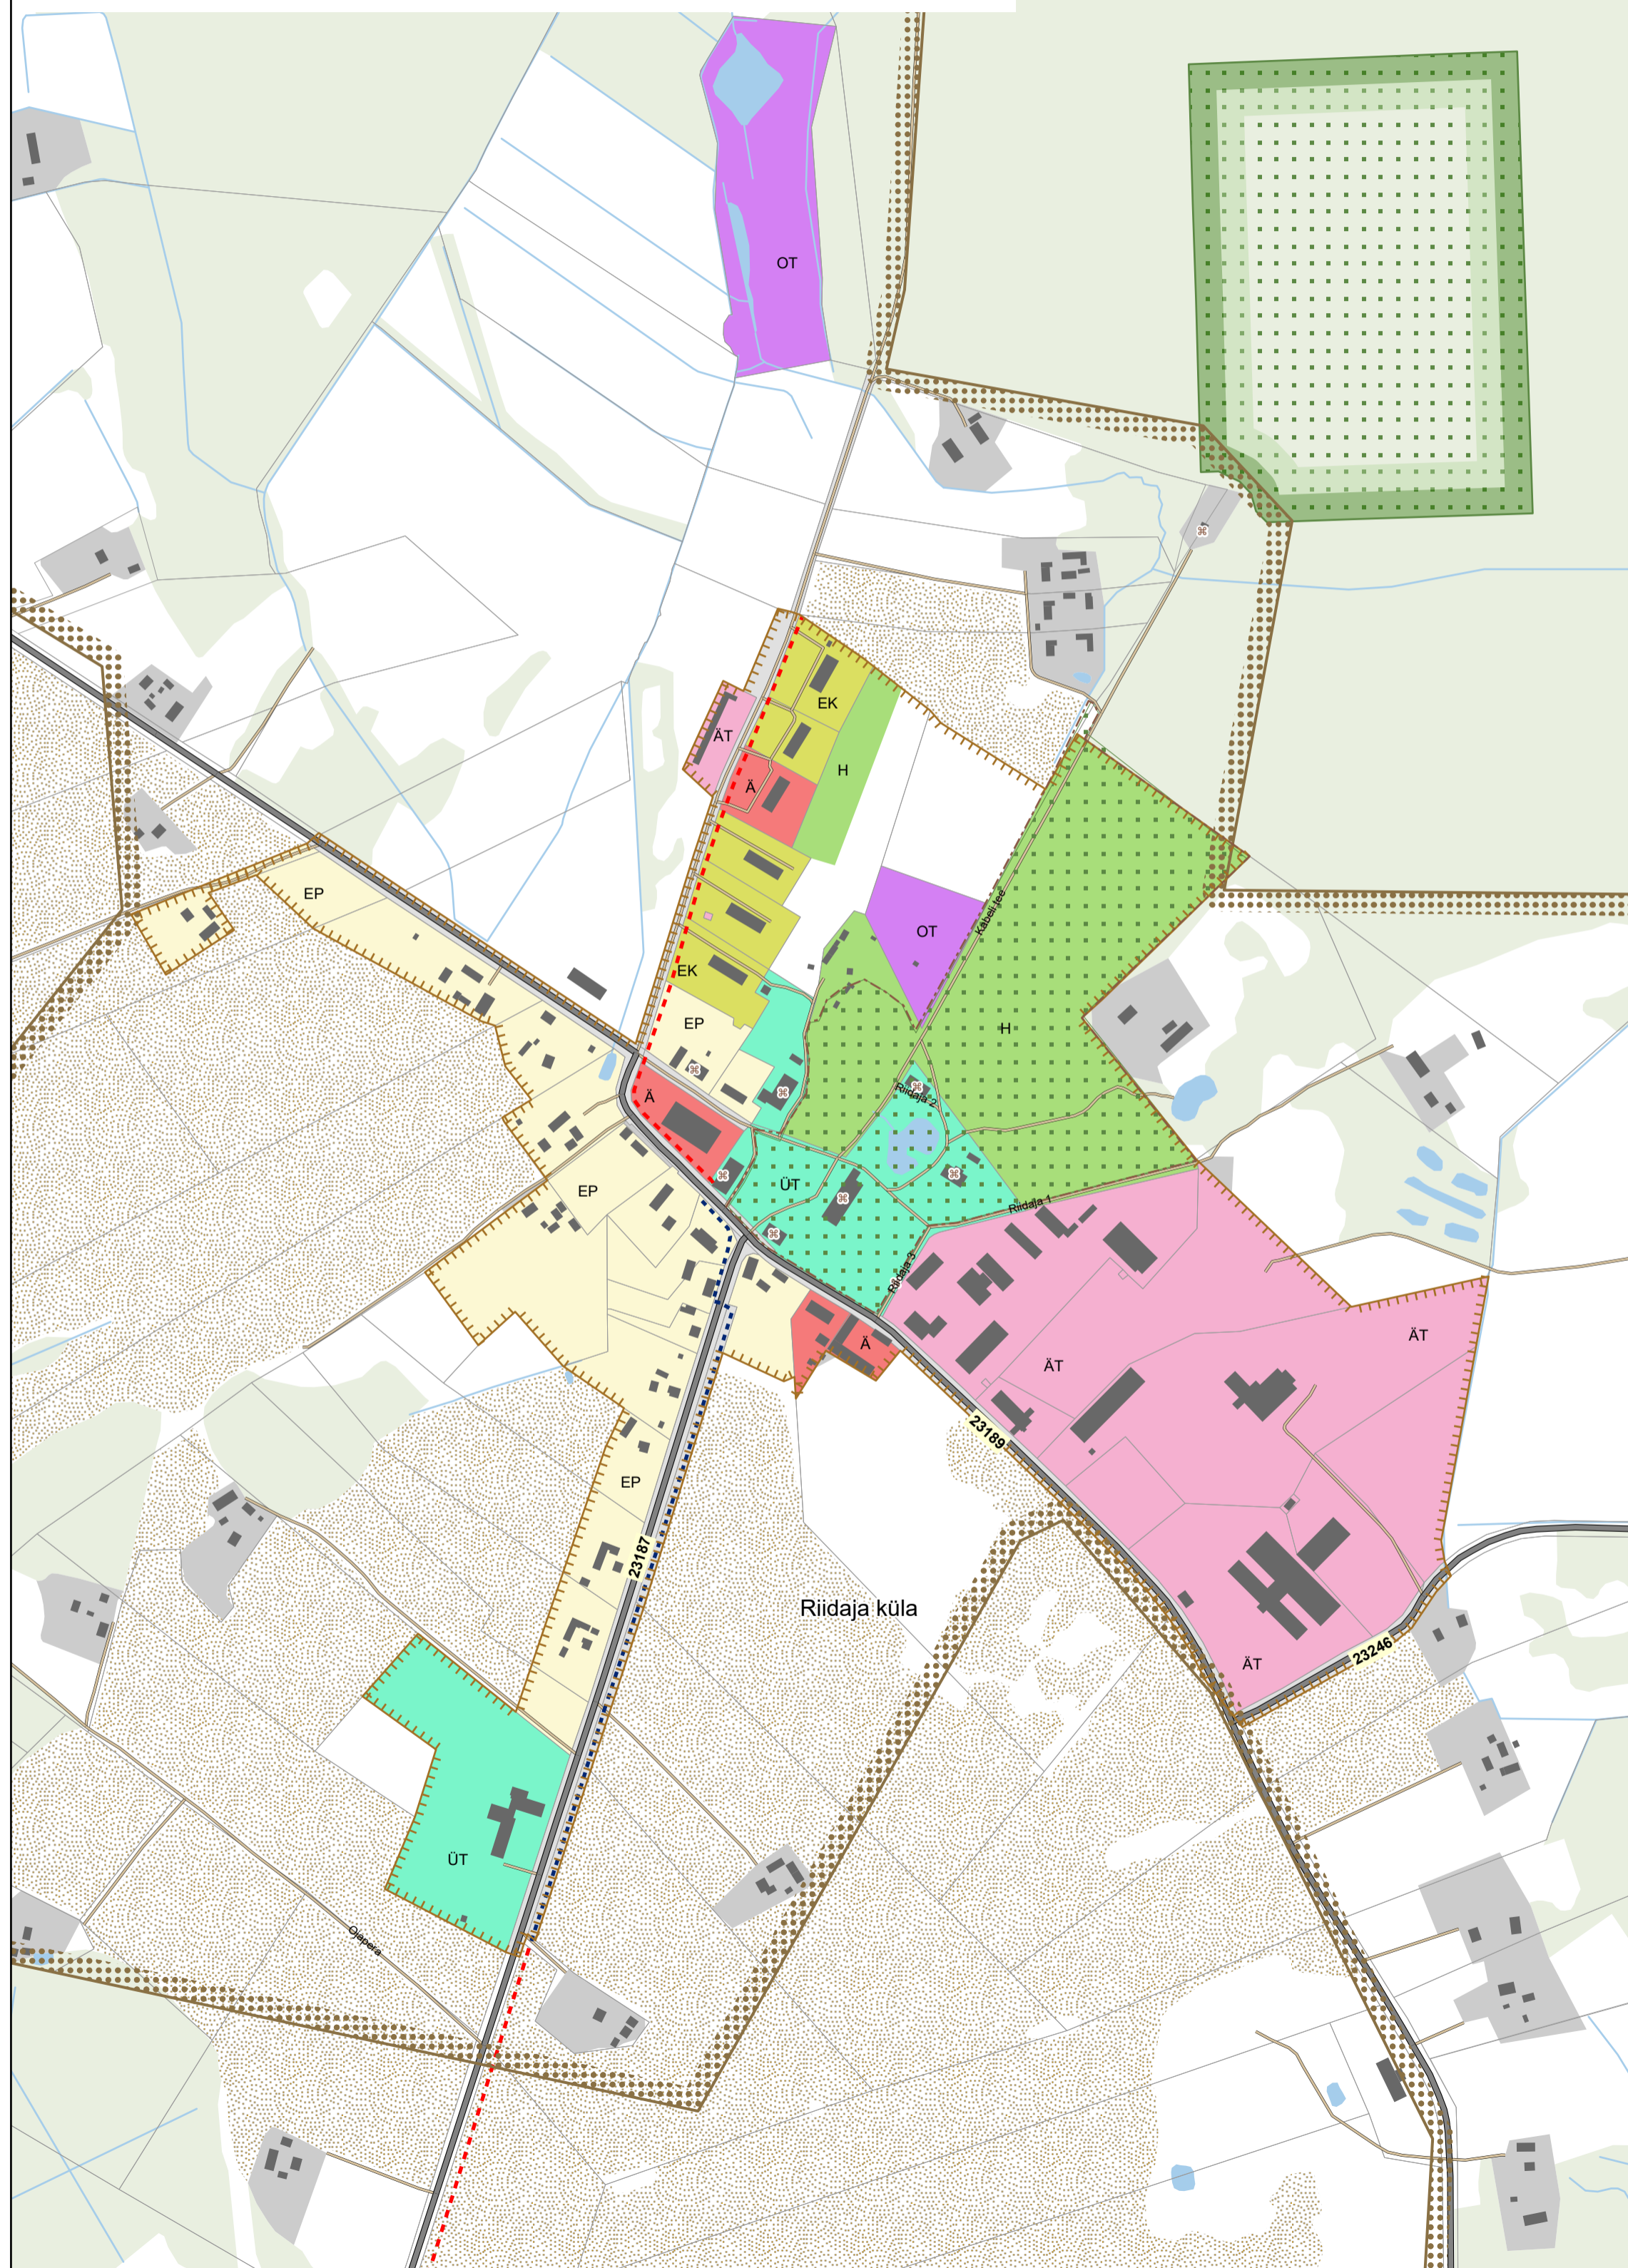 OT
EK
ÄT
H
Ä
EP
Kabeli tee
OT
EK
EP
H
Riidaja 2
Ä
ÜT
EP
Riidaja 1
Riidaja 3
ÄT
Ä
ÄT
23189
EP
23187
Riidaja küla
23246
ÄT
ÜT
Ojapera